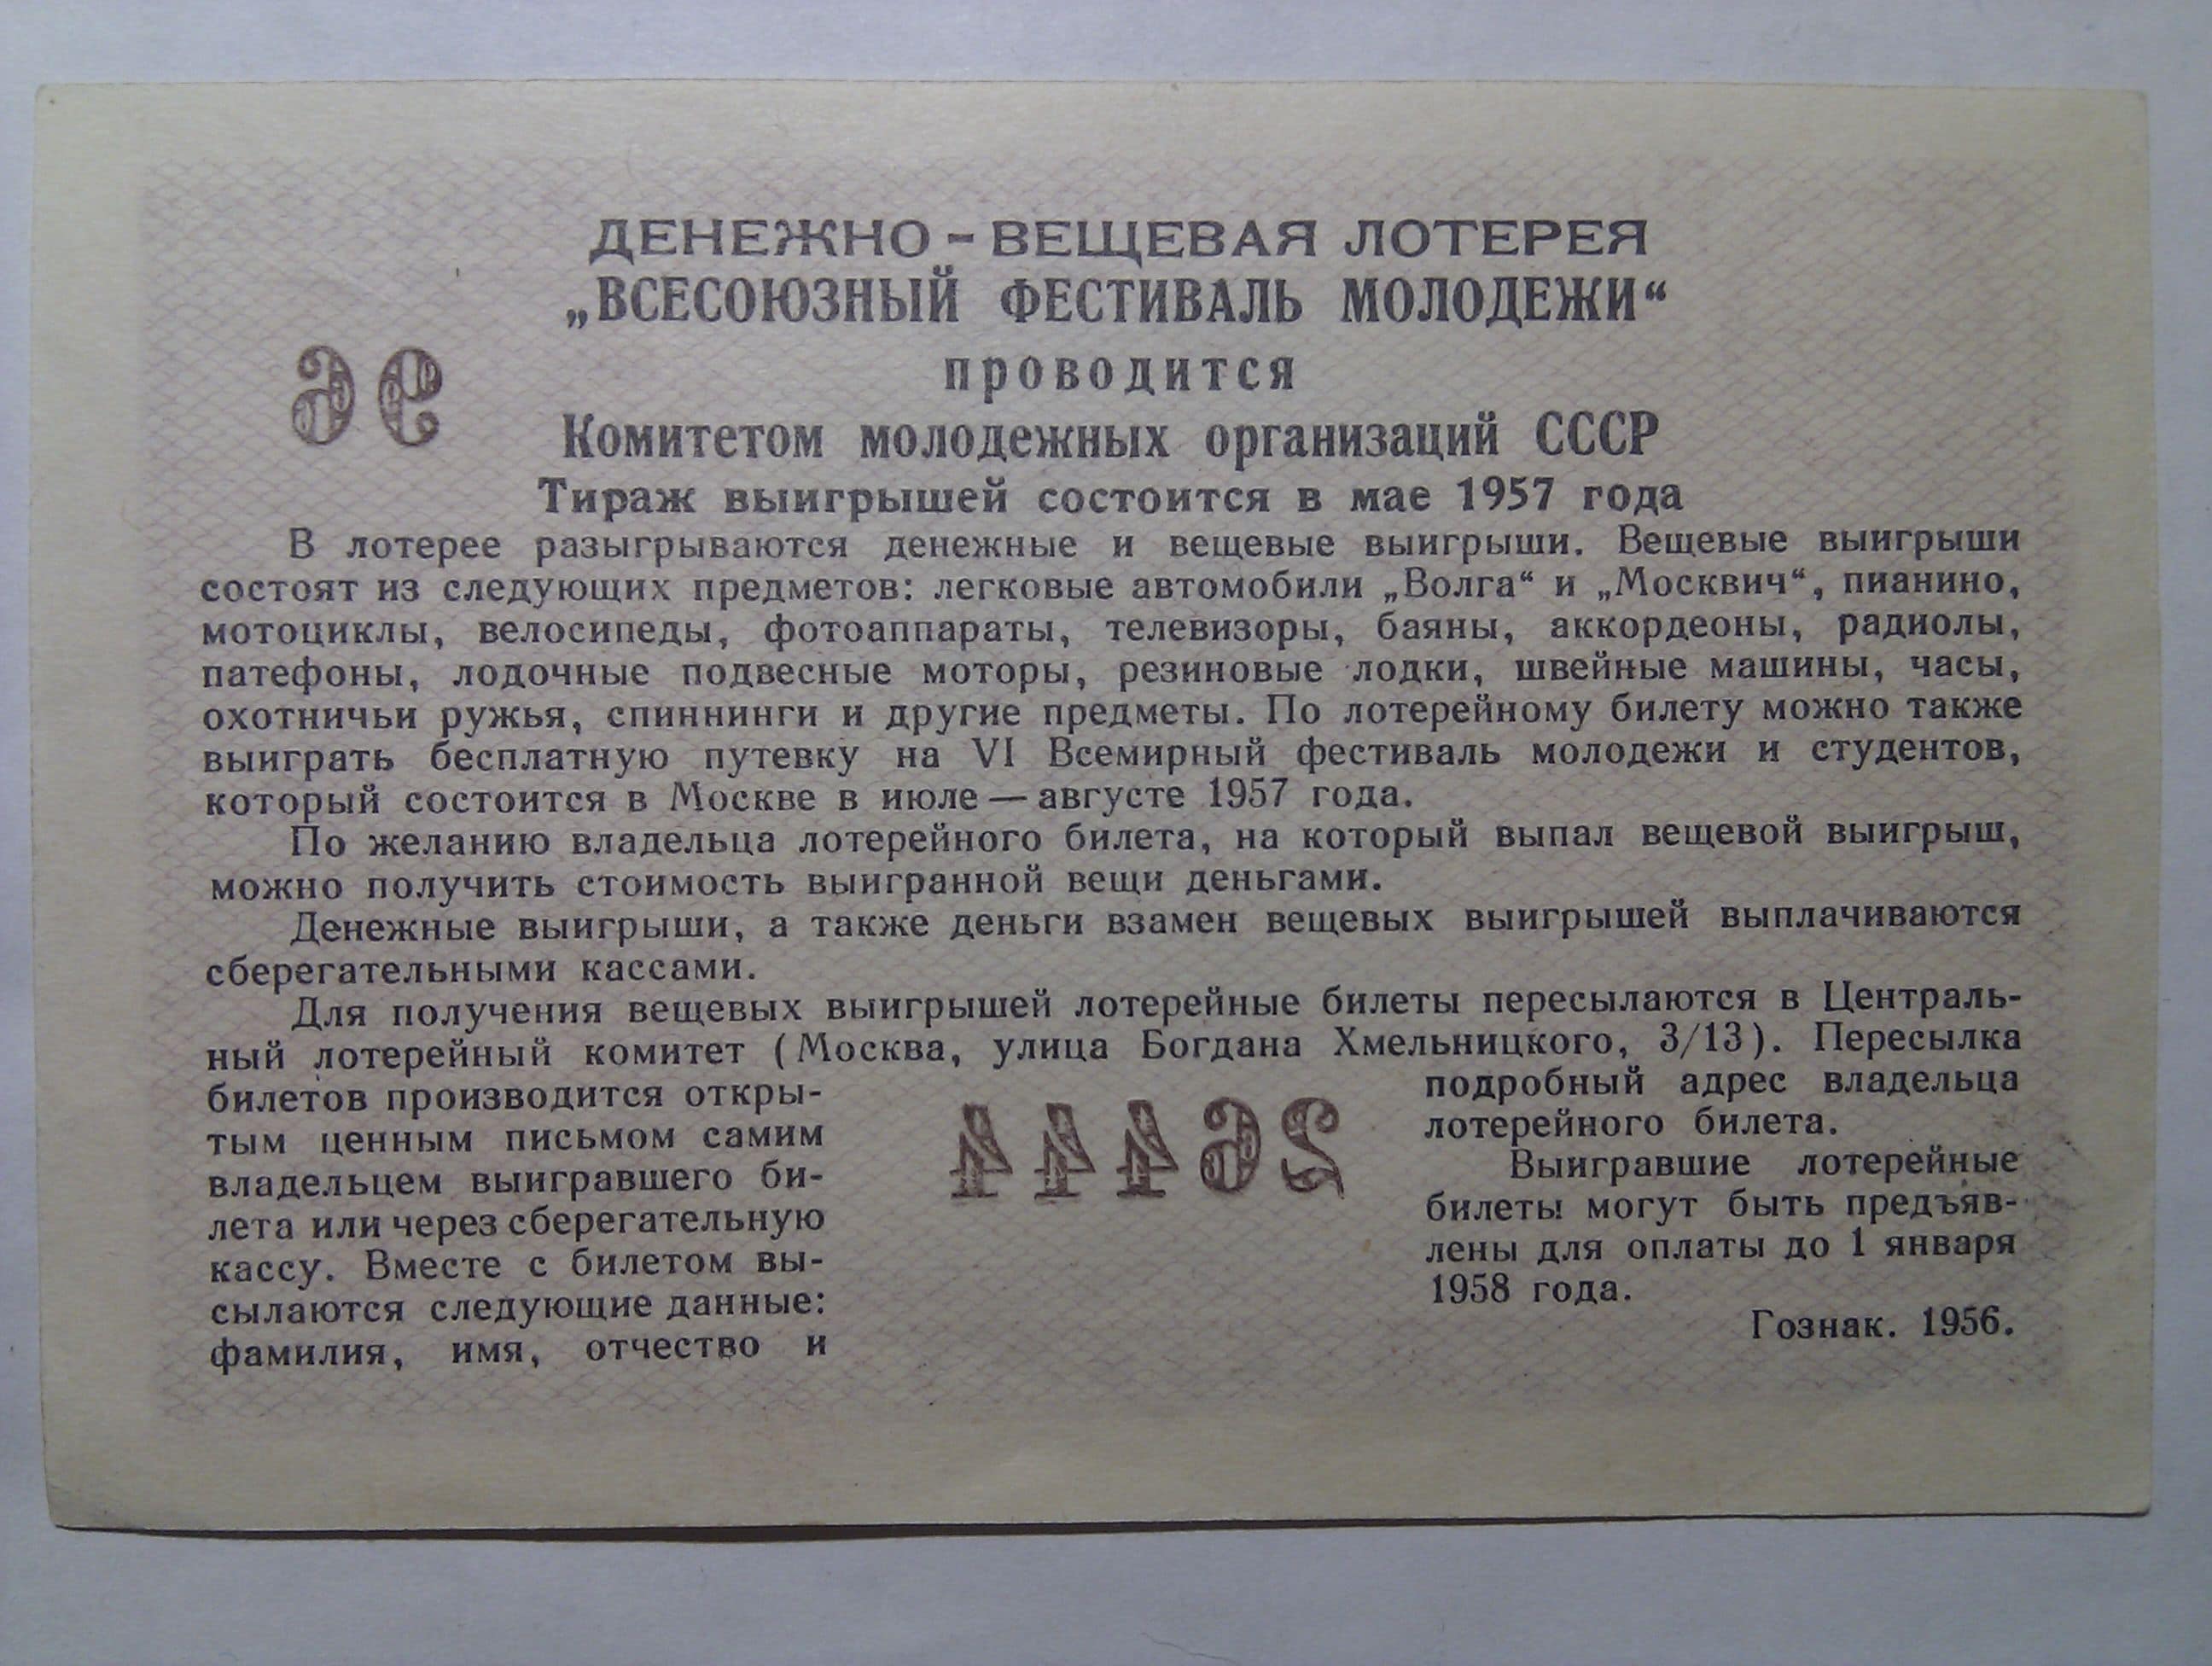 ДЕНЕЖНО - ВЕЩЕВАЯ ЛОТЕРЕЯ
„ВСЕСОЮЗНЫЙ ФЕСТИВАЛЬ МОЛОДЕЖИ“
проводится
96
Комитетом молодежных организаций СССР
Тираж выигрышей состоится в мае 1957 года
В лотерее разыгрываются денежные и вещевые выигрыши. Вещевые выигрыши
состоят из следующих предметов: легковые автомобили „Волга“ и „Москвич“, пианино,
мотоциклы, велосипеды, фотоаппараты, телевизоры, баяны, аккордеоны, радиолы,
патефоны, лодочные подвесные моторы, резиновые лодки, швейные машины, часы,
охотничьи ружья, спиннинги и другие предметы. По лотерейному билету можно также
выиграть бесплатную путевку на VI Всемирный фестиваль молодежи и студентов,
который состоится в Москве в июле — августе 1957 года.
По желанию владельца лотерейного билета, на который выпал вещевой выигрыш,
можно получить стоимость выигранной вещи деньгами.
Денежные выигрыши, а также деньги взамен вещевых выигрышей выплачиваются
сберегательными кассами.
Для получения вещевых выигрышей лотерейные билеты пересылаются в Централь-
ный лотерейный комитет (Москва, улица Богдана Хмельницкого, 3/13). Пересылка
билетов производится откры-
тым ценным письмом самим
владельцем выигравшего би-
лета или через сберегательную
кассу. Вместе с билетом вы-
сылаются следующие данные:
фамилия, имя, отчество и
26444
подробный адрес владельца
лотерейного билета.
Выигравшие лотерейные
билеты могут быть предъяв-
лены для оплаты до 1 января
1958 года.
Гознак. 1956.